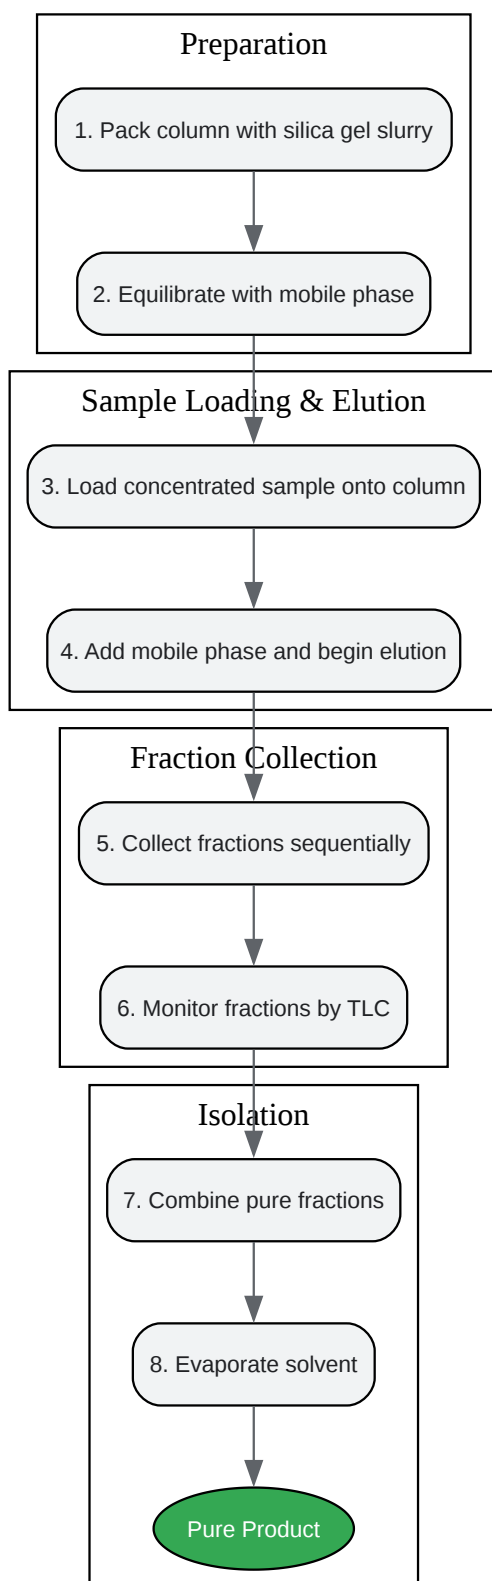 Preparation
1. Pack column with silica gel slurry
2. Equilibrate with mobile phase
Sample Loading & Elution
3. Load concentrated sample onto column
4. Add mobile phase and begin elution
Fraction Collection
5. Collect fractions sequentially
6. Monitor fractions by TLC
Isolation
7. Combine pure fractions
8. Evaporate solvent
Pure Product